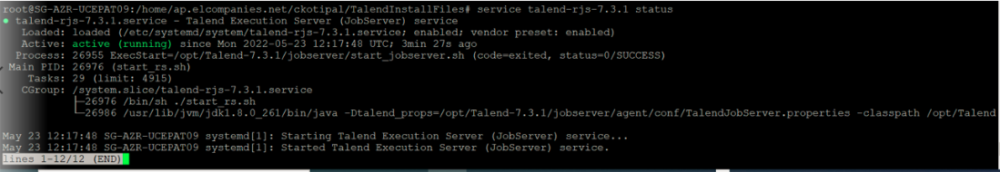 root@SG-AZR-UCEPAT09:/home/ap.elcompanies.net/ckotipal/TalendInstallFiles# service talend-rjs-7.3.1 status
● talend-rjs-7.3.1.service - Talend Execution Server (JobServer) service
Loaded: loaded (/etc/systemd/system/talend-rjs-7.3.1.service; enabled; vendor preset: enabled)
Active: active (running) since Mon 2022-05-23 12:17:48 UTC; 3min 27s ago
Process: 26955 ExecStart=/opt/Talend-7.3.1/jobserver/start_jobserver.sh (code=exited, status=0/SUCCESS)
Main PID: 26976 (start_rs.sh)
Tasks: 29 (limit: 4915)
CGroup: /system.slice/talend-rjs-7.3.1.service
├─26976 /bin/sh ./start_rs.sh
└─26986 /usr/lib/jvm/jdk1.8.0_261/bin/java -Dtalend_props=/opt/Talend-7.3.1/jobserver/agent/conf/TalendJobServer.properties -classpath /opt/Talend
May 23 12:17:48 SG-AZR-UCEPAT09 systemd[1]: Starting Talend Execution Server (JobServer) service...
May 23 12:17:48 SG-AZR-UCEPAT09 systemd[1]: Started Talend Execution Server (JobServer) service.
lines 1-12/12 (END)